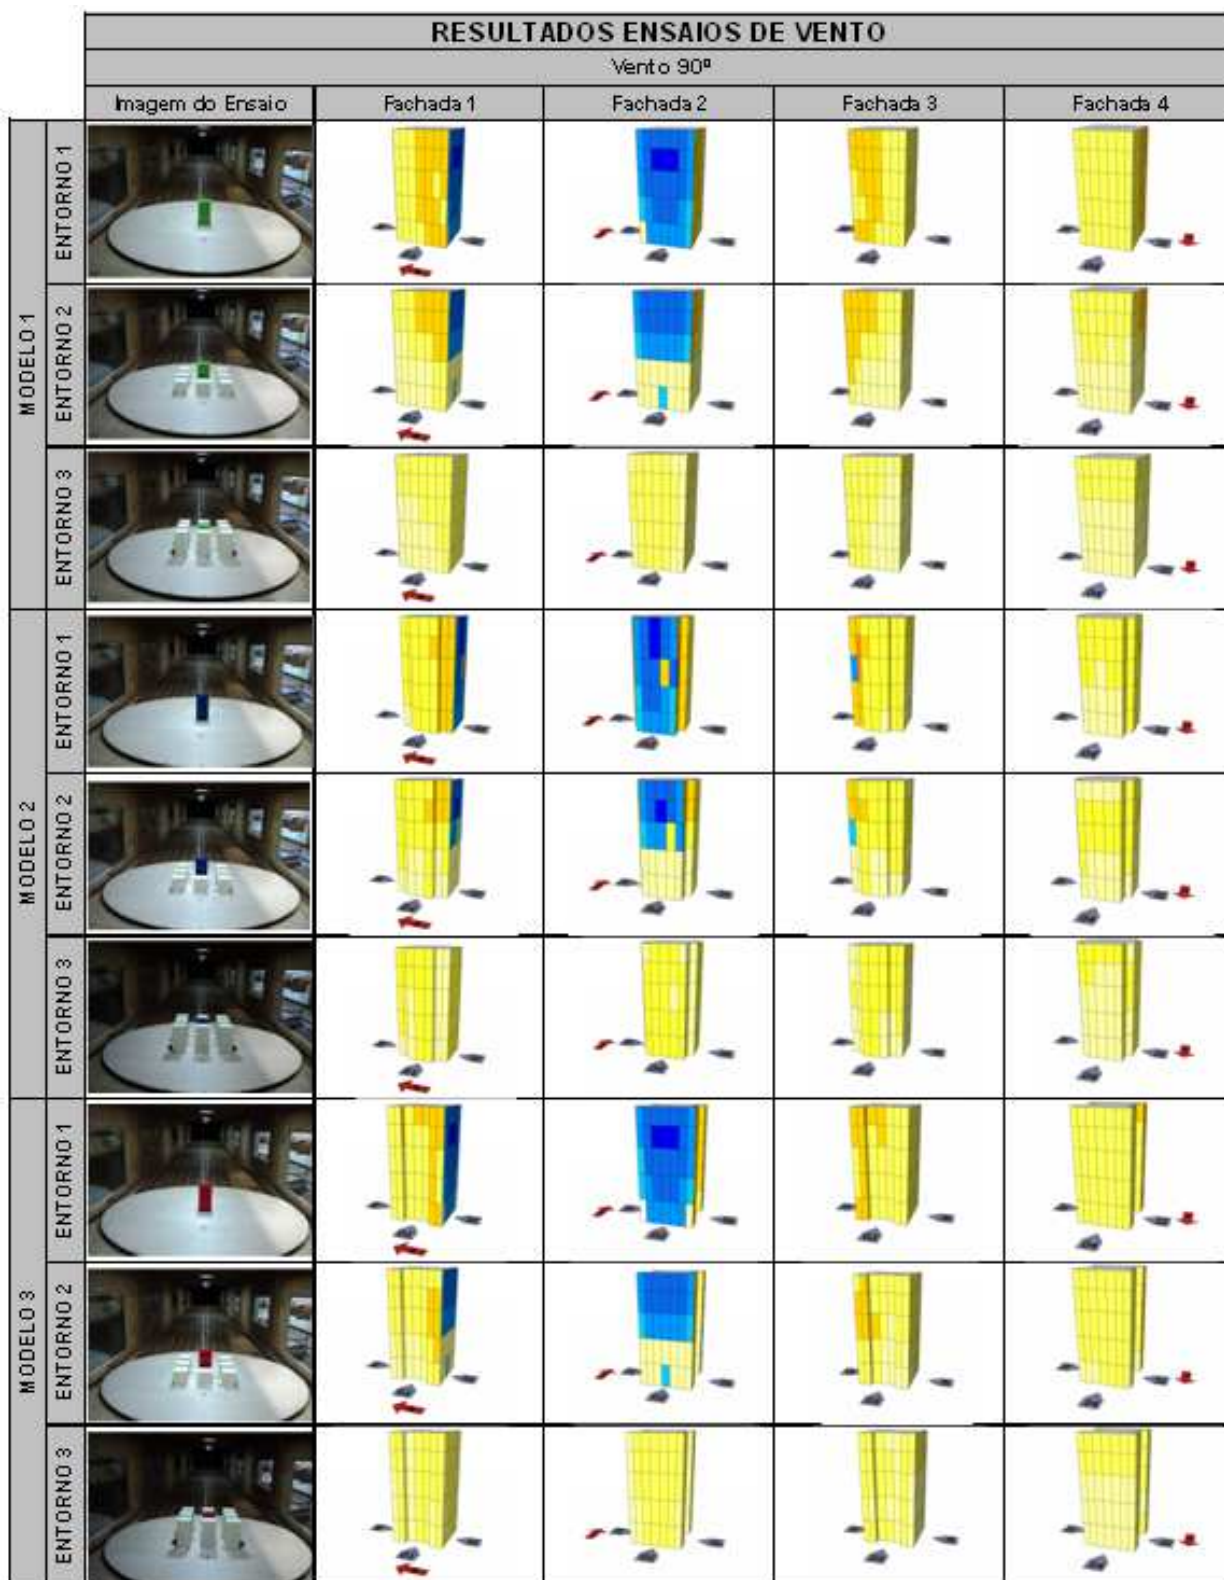 RESULTADOS ENSAIOS DE VENTO
Vento 90º
Imagem do Ensaio Fachada 1 Fachada 2 Fachada 3 Fachada 4
MODELO 1
ENTORNO 1
ENTORNO 2
ENTORNO 3
MODELO 2
ENTORNO 1
ENTORNO 2
ENTORNO 3
MODELO 3
ENTORNO 1
ENTORNO 2
ENTORNO 3